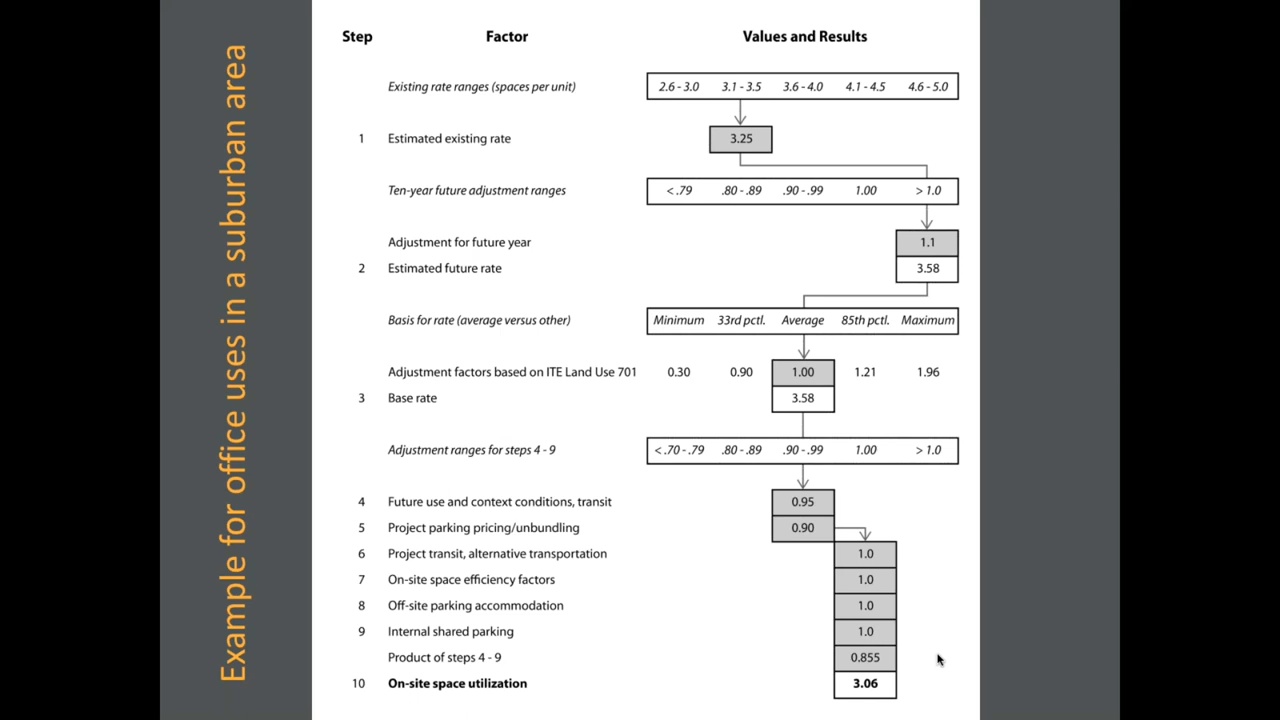 Example for office uses in a suburban area
Step Factor Values and Results
Existing rate ranges (spaces per unit) 2.6 - 3.0 3.1 - 3.5 3.6 - 4.0 4.1 - 4.5 4.6 - 5.0
1 Estimated existing rate 3.25
Ten-year future adjustment ranges < .79 .80 - .89 .90 - .99 1.00 > 1.0
Adjustment for future year 1.1
2 Estimated future rate 3.58
Basis for rate (average versus other) Minimum 33rd pctl. Average 85th pctl. Maximum
Adjustment factors based on ITE Land Use 701 0.30 0.90 1.00 1.21 1.96
3 Base rate 3.58
Adjustment ranges for steps 4 - 9 < .70 - .79 .80 - .89 .90 - .99 1.00 > 1.0
4 Future use and context conditions, transit 0.95
5 Project parking pricing/unbundling 0.90
6 Project transit, alternative transportation 1.0
7 On-site space efficiency factors 1.0
8 Off-site parking accommodation 1.0
9 Internal shared parking 1.0
Product of steps 4 - 9 0.855
10 On-site space utilization 3.06